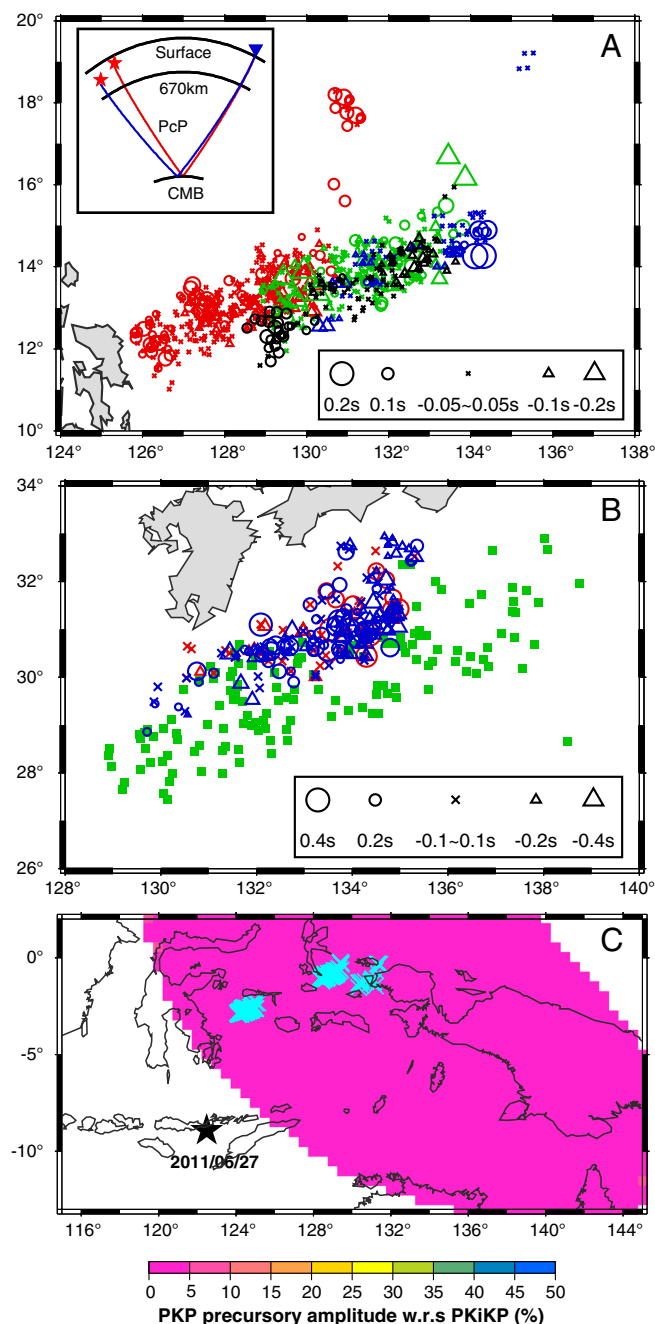 20°
18°
16°
14°
12°
10°
A
Surface
670km
PcP
CMB
0.2s 0.1s -0.05~0.05s -0.1s -0.2s
124° 126° 128° 130° 132° 134° 136° 138°
34°
32°
30°
28°
26°
B
0.4s 0.2s -0.1~0.1s -0.2s -0.4s
128° 130° 132° 134° 136° 138° 140°
C
0°
-5°
-10°
2011/06/27
116° 120° 124° 128° 132° 136° 140° 144°
0 5 10 15 20 25 30 35 40 45 50
PKP precursory amplitude w.r.s PKiKP (%)